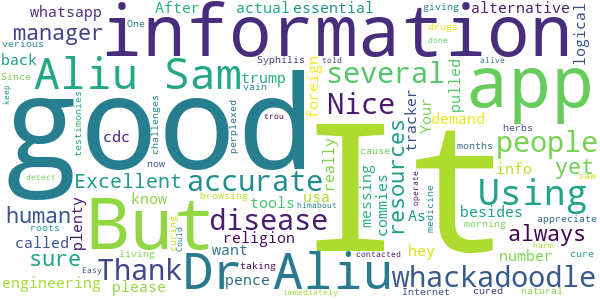 whatsapp After actual essential alternative logical
One giving drugs information
manager verious done
back Since Aliu Sam Syphilis told trump vain foreign several pulled app alive
keep testimonies challenges now perplexed Nice Your demand trou
good It tracker people
cdc commies herbs yet
Excellent accurate really cause messing resources info months
detect But know tools browsing himabout usa Using saw
human plenty disease As medicine operate besides appreciate
called roots curing religion always
sure living Could want hey number morning cure
Thank Dr Aliu whackadoodle
engineering please Easy taking pence immediately contacted Internet cured natural harm